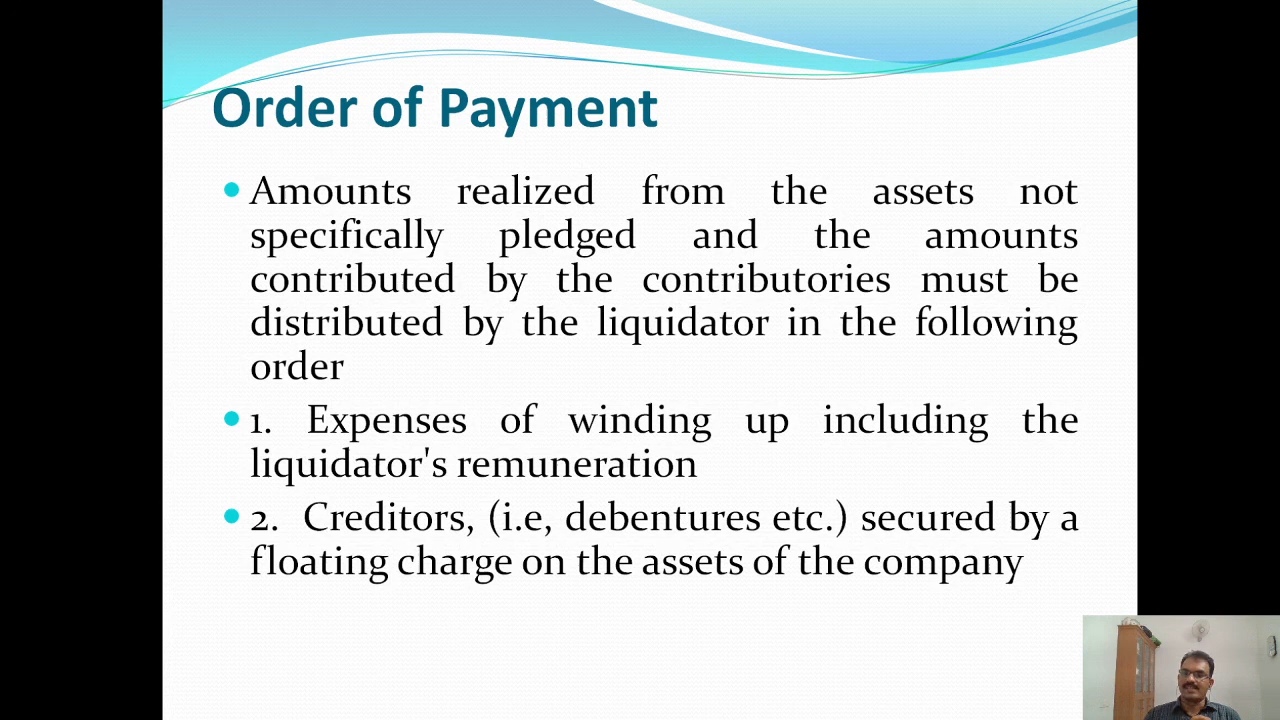 Order of Payment
• Amounts realized from the assets not
specifically pledged and the amounts
contributed by the contributories must be
distributed by the liquidator in the following
order
• 1. Expenses of winding up including the
liquidator's remuneration
• 2. Creditors, (i.e, debentures etc.) secured by a
floating charge on the assets of the company